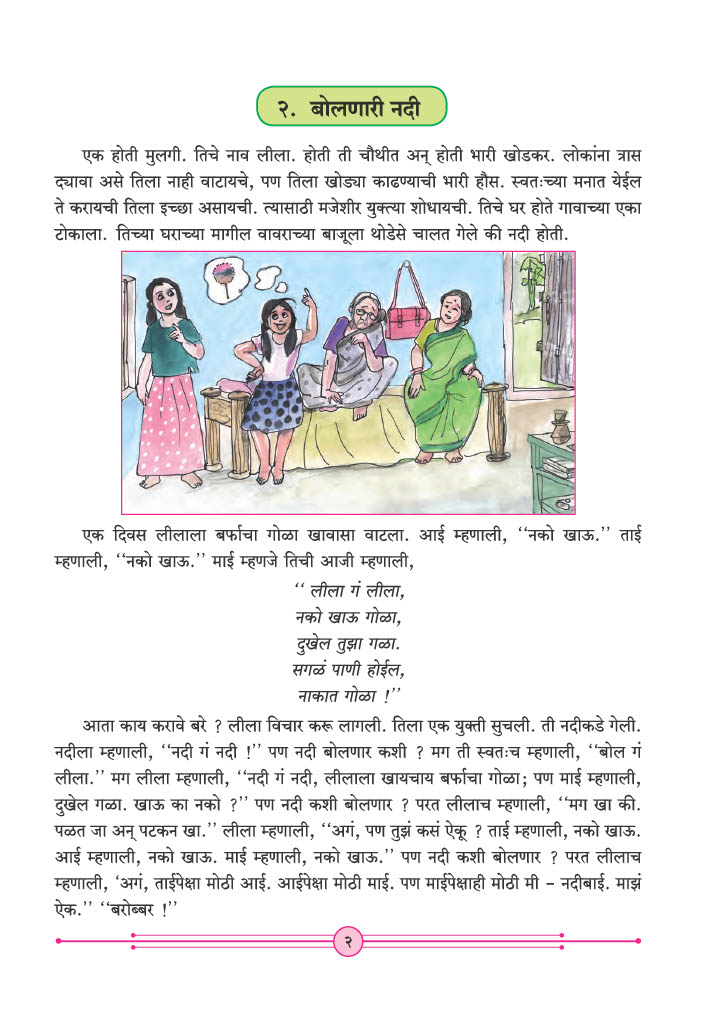 २. बोलणारी नदी
एक होती मुलगी. तिचे नाव लीला. होती ती चौथीत अन् होती भारी खोडकर. लोकांना त्रास
द्यावा असे तिला नाही वाटायचे, पण तिला खोड्या काढण्याची भारी हौस. स्वतःच्या मनात येईल
ते करायची तिला इच्छा असायची. त्यासाठी मजेशीर युक्त्या शोधायची. तिचे घर होते गावाच्या एका
टोकाला. तिच्या घराच्या मागील वावराच्या बाजूला थोडेसे चालत गेले की नदी होती.
एक दिवस लीलाला बर्फाचा गोळा खावासा वाटला. आई म्हणाली, ‘‘नको खाऊ.’’ ताई
म्हणाली, ‘‘नको खाऊ.’’ माई म्हणजे तिची आजी म्हणाली,
‘‘ लीला गं लीला,
नको खाऊ गोळा,
दुखेल तुझा गळा.
सगळं पाणी होईल,
नाकात गोळा !’’
आता काय करावे बरे ? लीला विचार करू लागली. तिला एक युक्ती सुचली. ती नदीकडे गेली.
नदीला म्हणाली, ‘‘नदी गं नदी !’’ पण नदी बोलणार कशी ? मग ती स्वतःच म्हणाली, ‘‘बोल गं
लीला.’’ मग लीला म्हणाली, ‘‘नदी गं नदी, लीलाला खायचाय बर्फाचा गोळा; पण माई म्हणाली,
दुखेल गळा. खाऊ का नको ?’’ पण नदी कशी बोलणार ? परत लीलाच म्हणाली, ‘‘मग खा की.
पळत जा अन् पटकन खा.’’ लीला म्हणाली, ‘‘अगं, पण तुझं कसं ऐकू ? ताई म्हणाली, नको खाऊ.
आई म्हणाली, नको खाऊ. माई म्हणाली, नको खाऊ.’’ पण नदी कशी बोलणार ? परत लीलाच
म्हणाली, ‘अगं, ताईपेक्षा मोठी आई. आईपेक्षा मोठी माई. पण माईपेक्षाही मोठी मी – नदीबाई. माझं
ऐक.’’ ‘‘बरोब्बर !’’
२